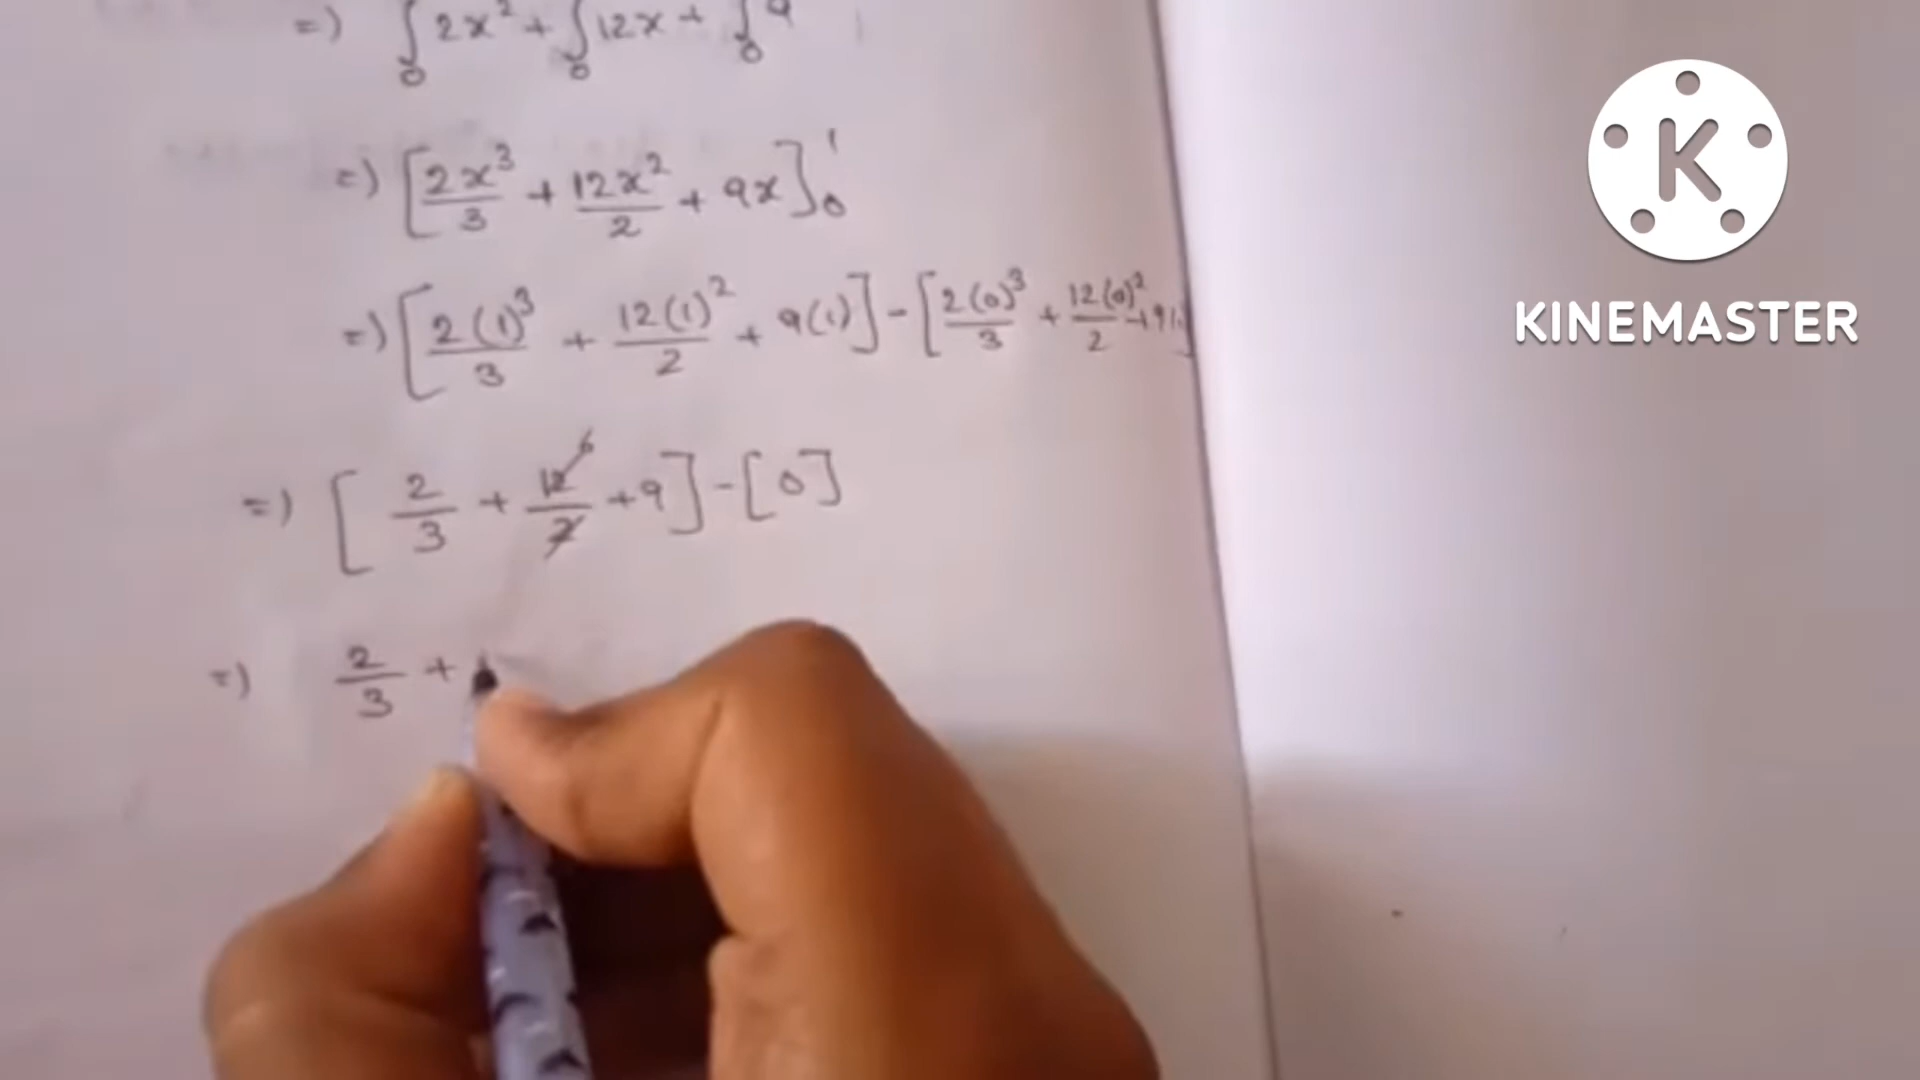 =) ∫₀ 2x² + ∫₀ 12x + ∫₀ 9
=) [2x³/3 + 12x²/2 + 9x]₀¹
=) [2(1)³/3 + 12(1)²/2 + 9(1)] - [2(0)³/3 + 12(0)²/2 + 9(
=) [2/3 + 12/2 6 + 9] - [0]
=) 2/3 +
K
KINEMASTER